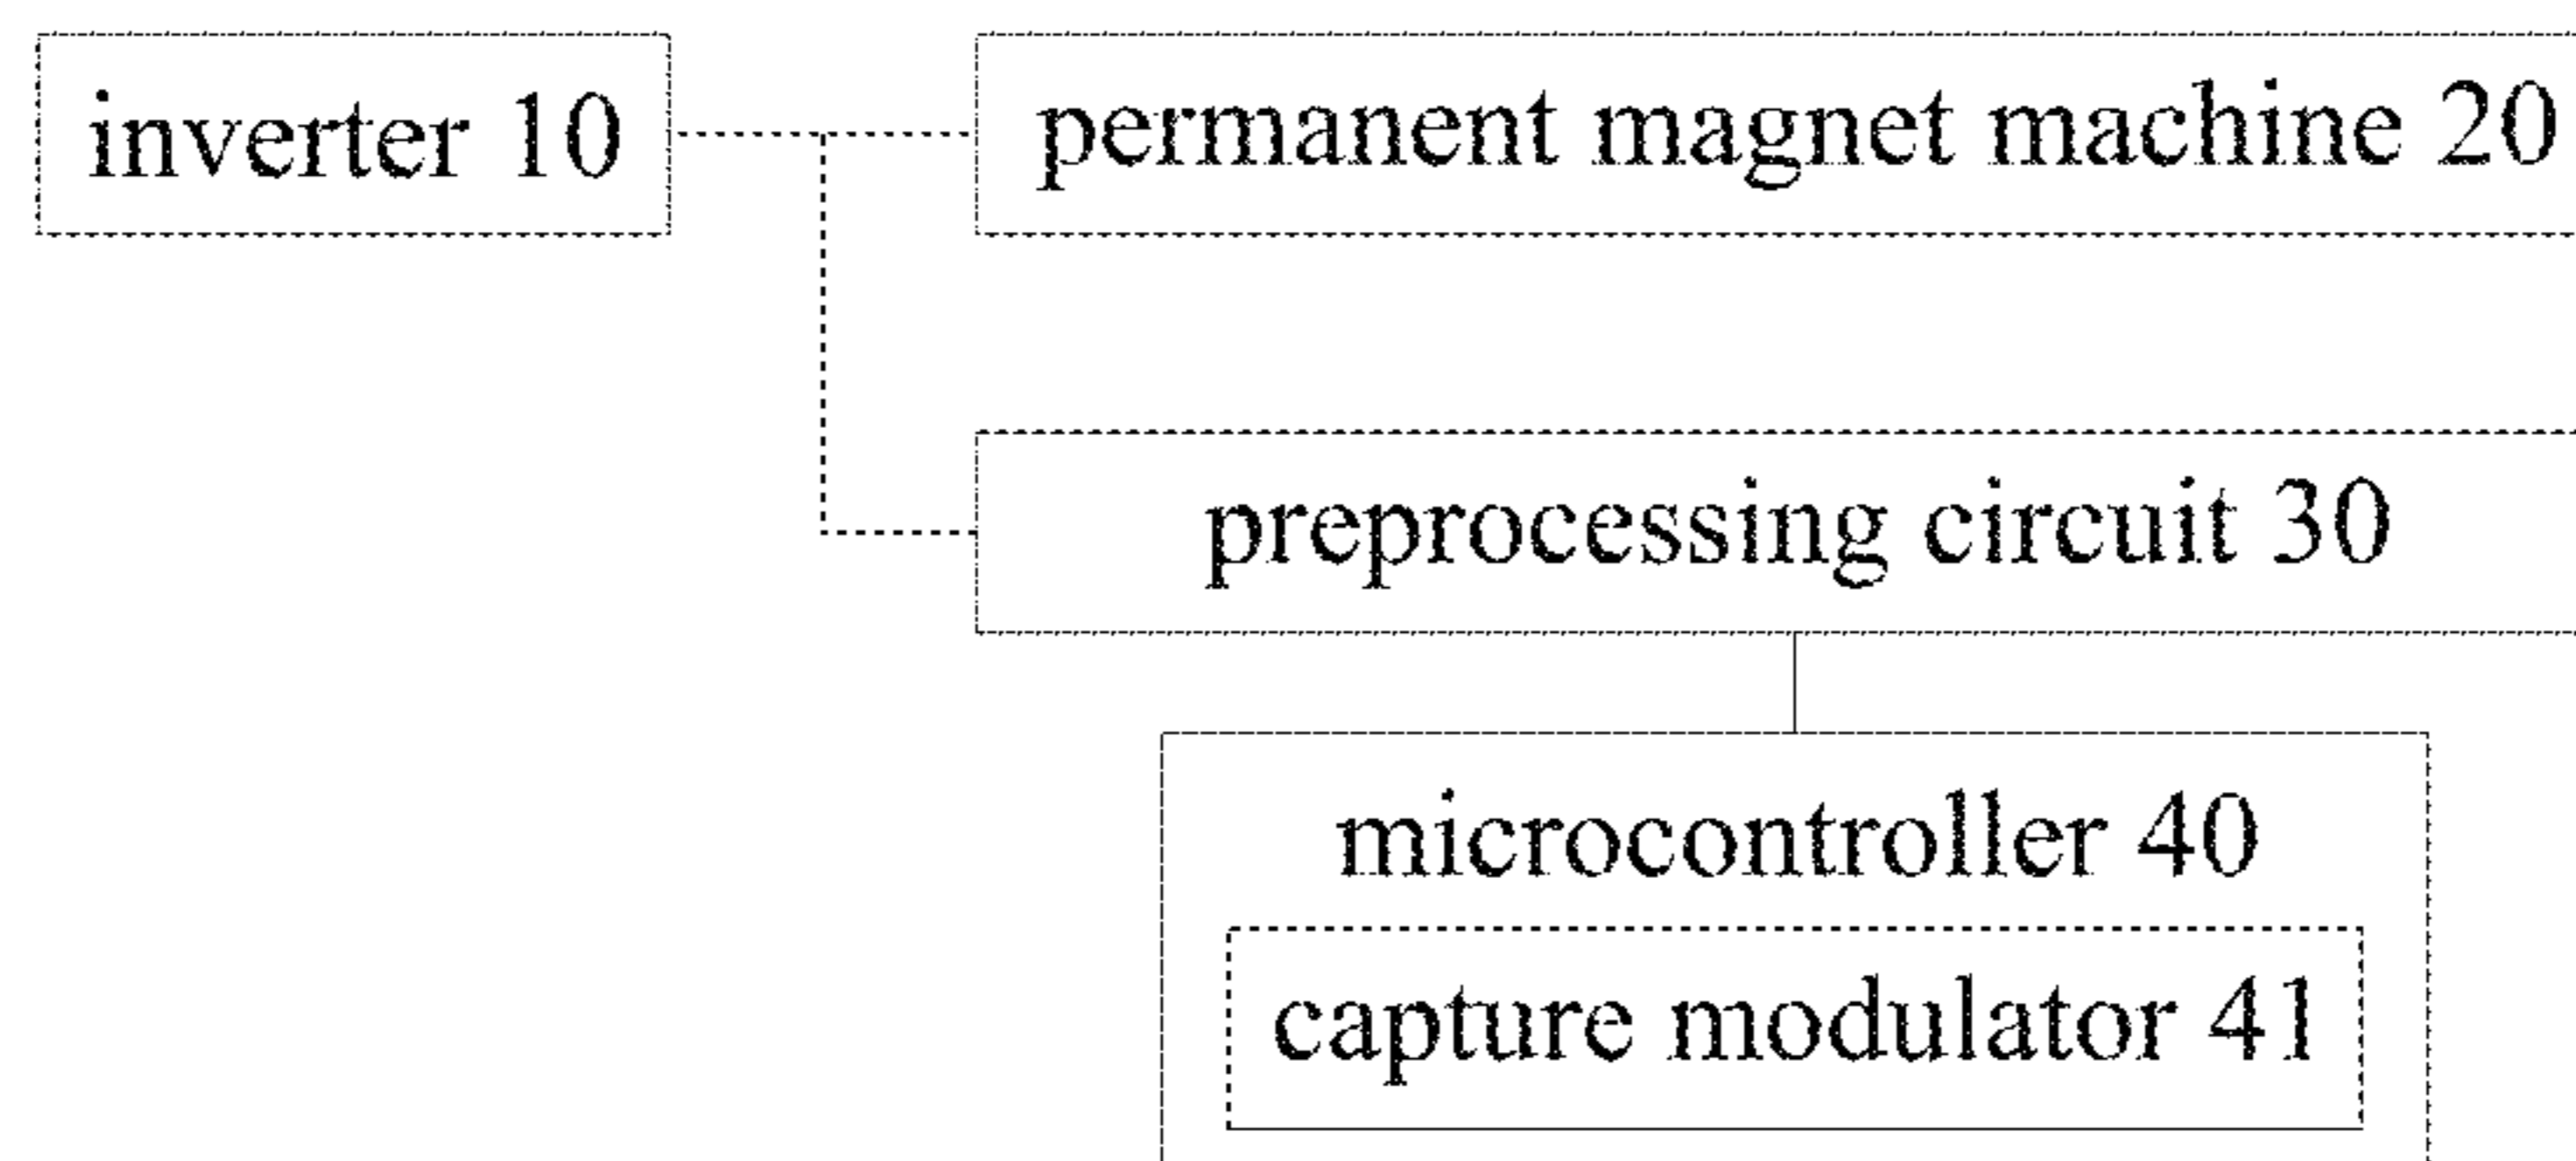 inverter 10
permanent magnet machine 20
preprocessing circuit 30
microcontroller 40
capture modulator 41